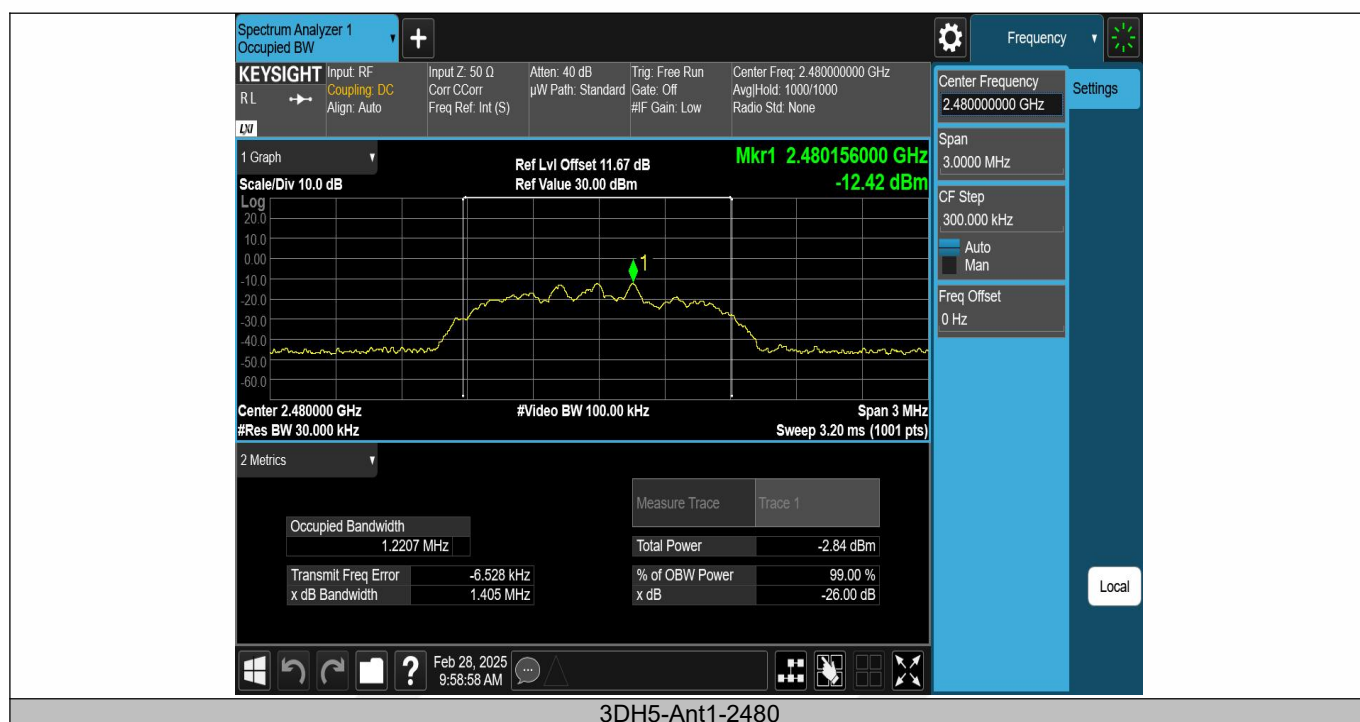 Spectrum Analyzer 1
Occupied BW
+
Frequency
KEYSIGHT
RL
LXI
Input: RF
Coupling: DC
Align: Auto
Input Z: 50 Ω
Corr CCorr
Freq Ref: Int (S)
Atten: 40 dB
µW Path: Standard
Trig: Free Run
Gate: Off
#IF Gain: Low
Center Freq: 2.480000000 GHz
Avg|Hold: 1000/1000
Radio Std: None
Center Frequency
2.480000000 GHz
Settings
Span
3.0000 MHz
CF Step
300.000 kHz
Auto
Man
Freq Offset
0 Hz
Local
1 Graph
Scale/Div 10.0 dB
Ref Lvl Offset 11.67 dB
Ref Value 30.00 dBm
Mkr1 2.480156000 GHz
-12.42 dBm
Log
20.0
10.0
0.00
-10.0
-20.0
-30.0
-40.0
-50.0
-60.0
1
Center 2.480000 GHz
#Video BW 100.00 kHz
Span 3 MHz
#Res BW 30.000 kHz
Sweep 3.20 ms (1001 pts)
2 Metrics
Measure Trace
Trace 1
Occupied Bandwidth
1.2207 MHz
Total Power
-2.84 dBm
Transmit Freq Error
-6.528 kHz
% of OBW Power
99.00 %
x dB Bandwidth
1.405 MHz
x dB
-26.00 dB
?
Feb 28, 2025
9:58:58 AM
3DH5-Ant1-2480